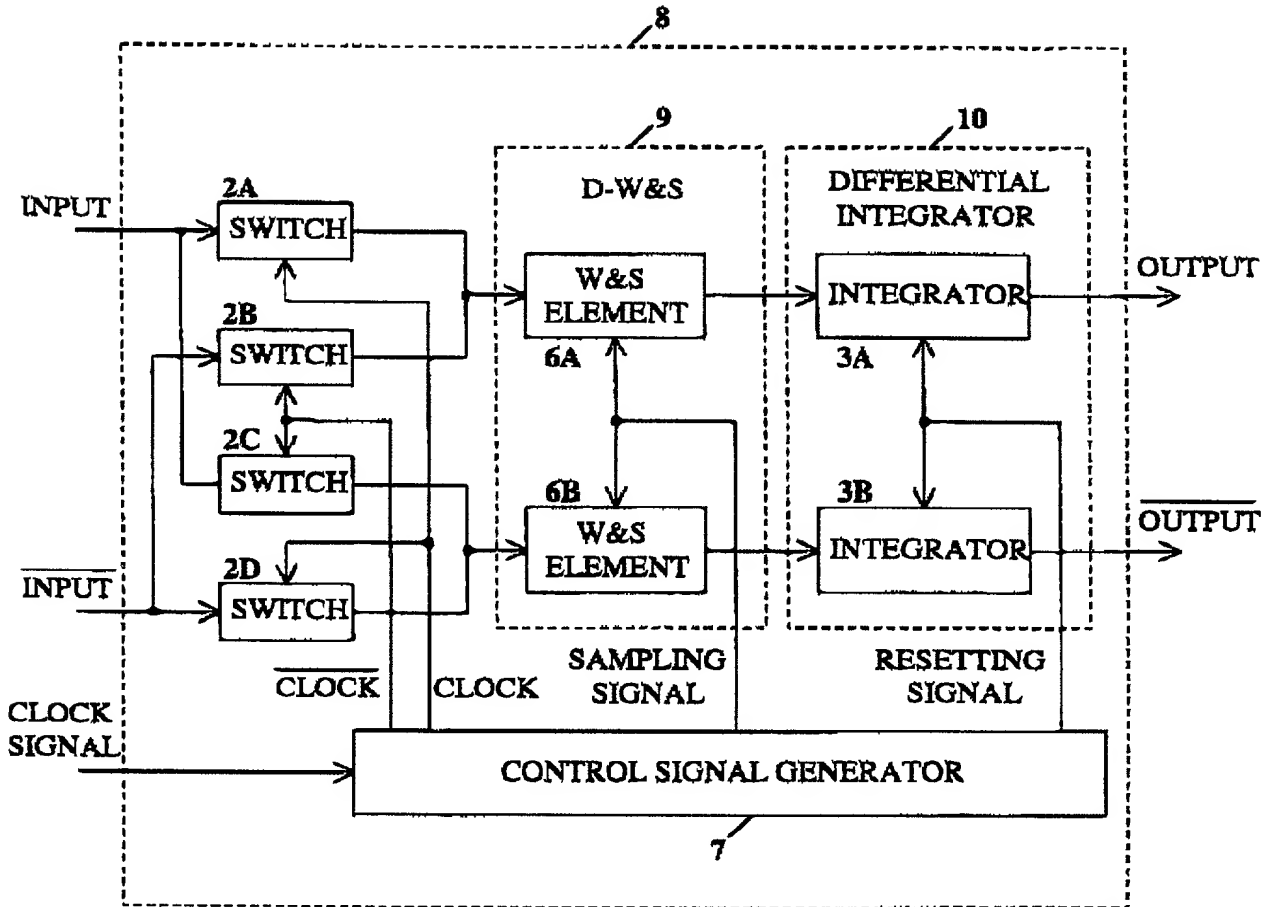 8
9
10
2A
D-W&S
DIFFERENTIAL
INTEGRATOR
INPUT
SWITCH
OUTPUT
W&S
ELEMENT
INTEGRATOR
2B
SWITCH
6A
3A
2C
SWITCH
6B
3B
OUTPUT
W&S
ELEMENT
INTEGRATOR
INPUT
2D
SWITCH
CLOCK
CLOCK
SAMPLING
SIGNAL
RESETTING
SIGNAL
CLOCK
SIGNAL
CONTROL SIGNAL GENERATOR
7